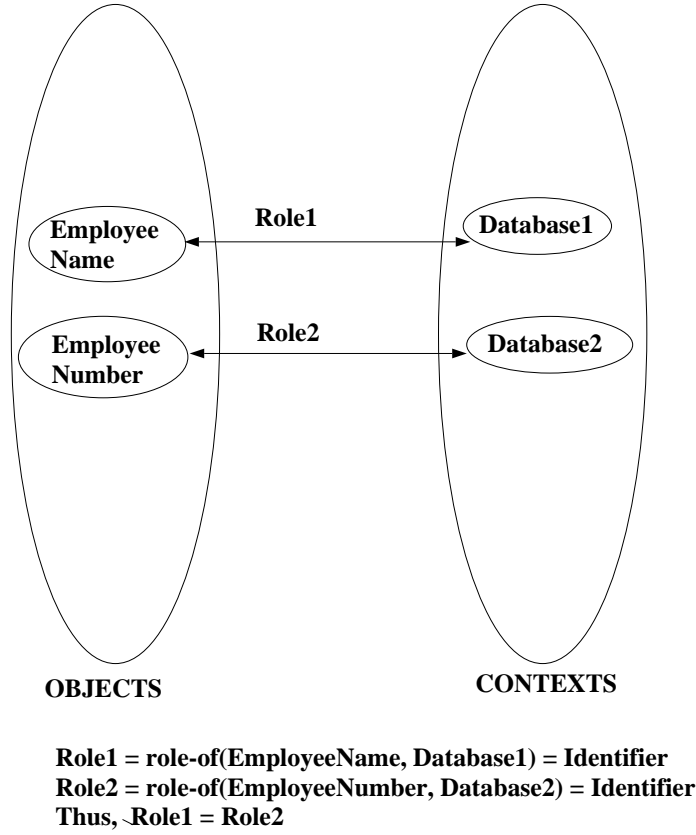 Role1
Employee
Name
Database1
Role2
Employee
Number
Database2
OBJECTS
CONTEXTS
Role1 = role-of(EmployeeName, Database1) = Identifier
Role2 = role-of(EmployeeNumber, Database2) = Identifier
Thus, Role1 = Role2